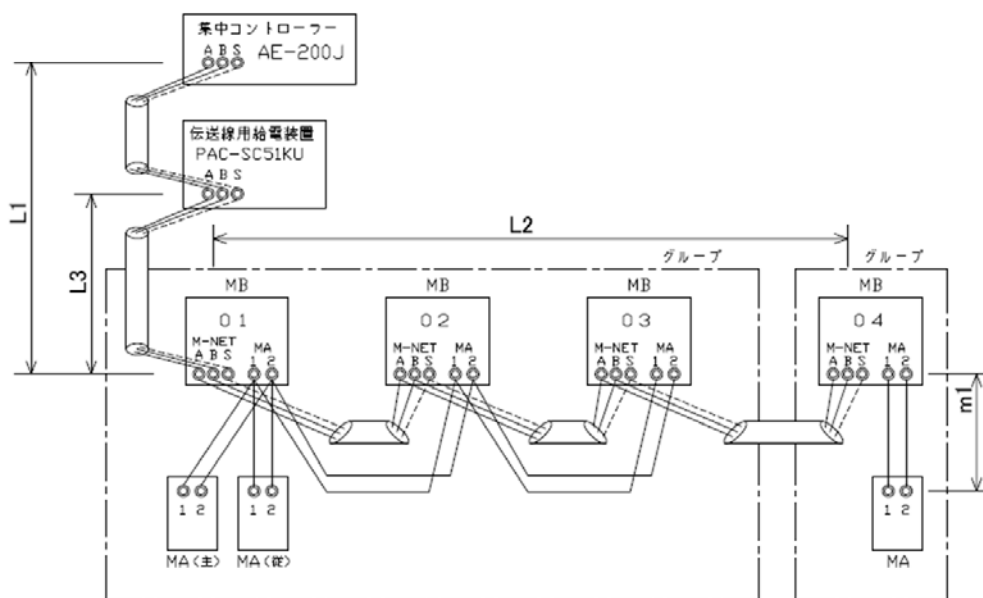 集中コントローラー
A B S AE-200J
伝送線用給電装置
PAC-SC51KU
A B S
L1
L3
L2
グループ
グループ
MB
MB
MB
MB
01
02
03
04
M-NET MA
A B S 1 2
M-NET MA
A B S 1 2
M-NET MA
A B S 1 2
M-NET MA
A B S 1 2
m1
1 2
1 2
1 2
MA(主)
MA(従)
MA